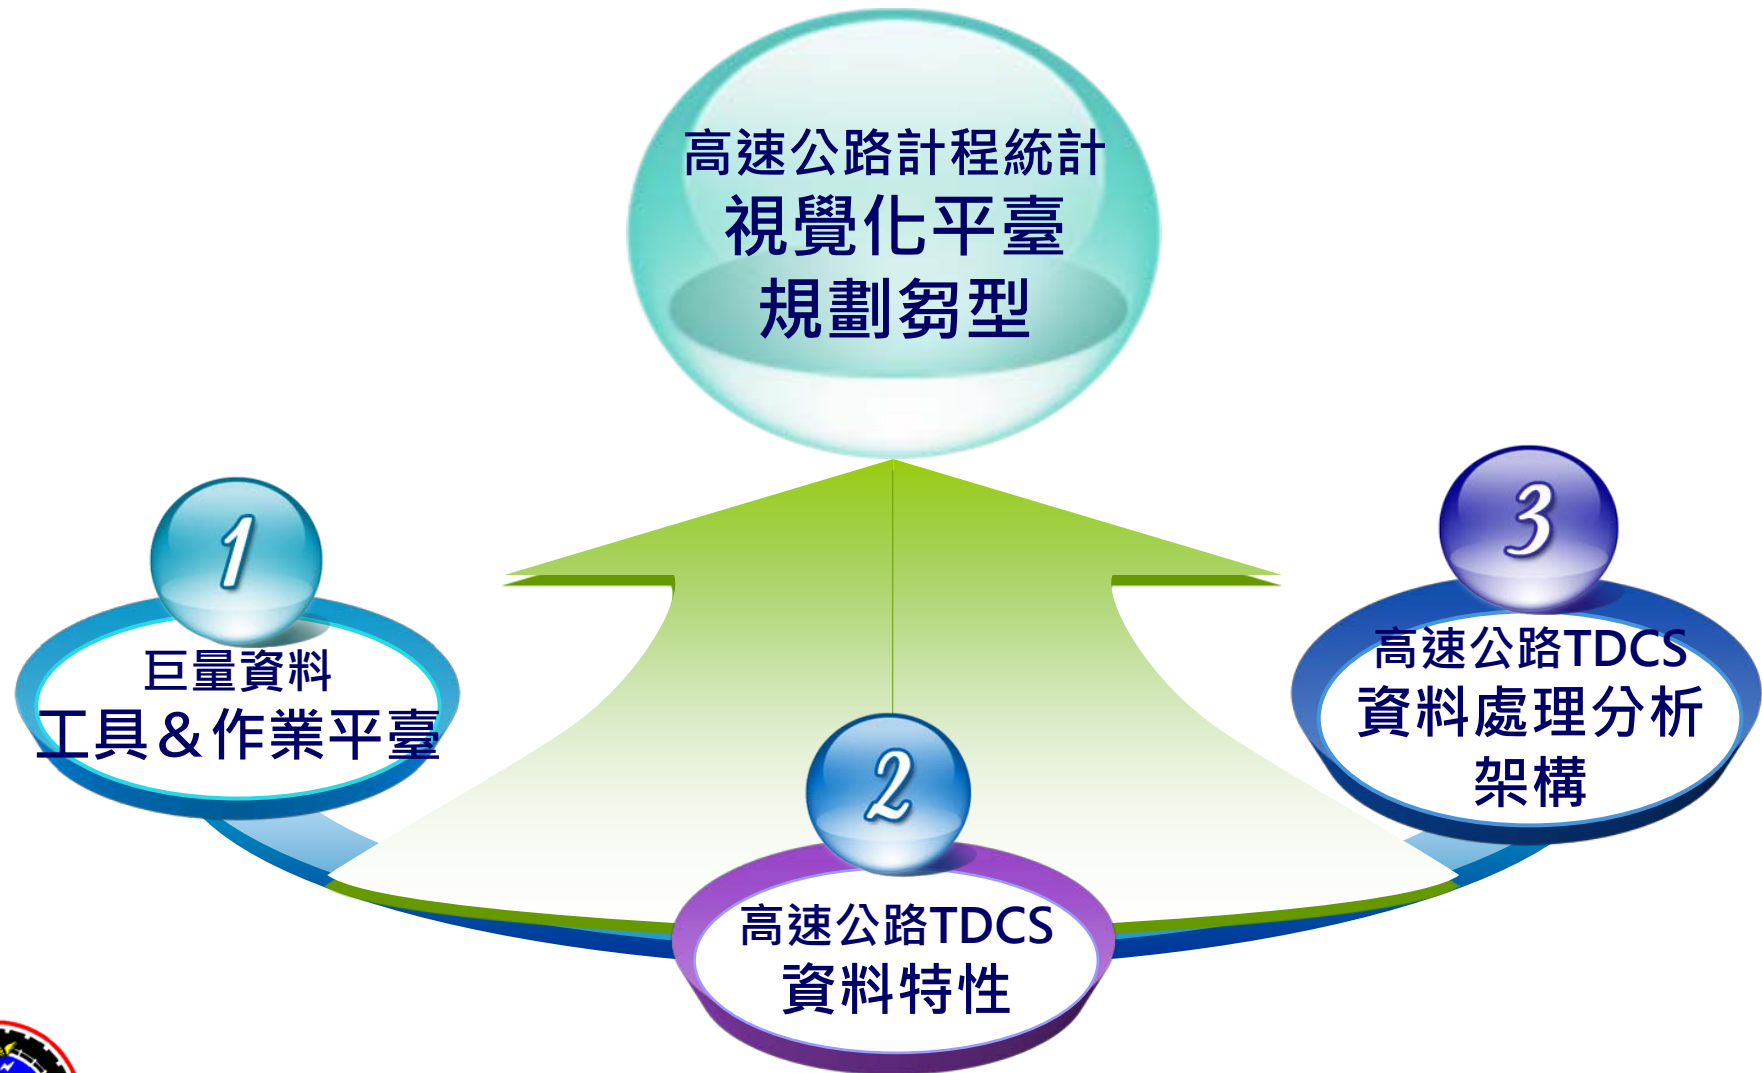 高速公路計程統計
視覺化平臺
規劃芻型
1
巨量資料
工具＆作業平臺
2
高速公路TDCS
資料特性
3
高速公路TDCS
資料處理分析
架構